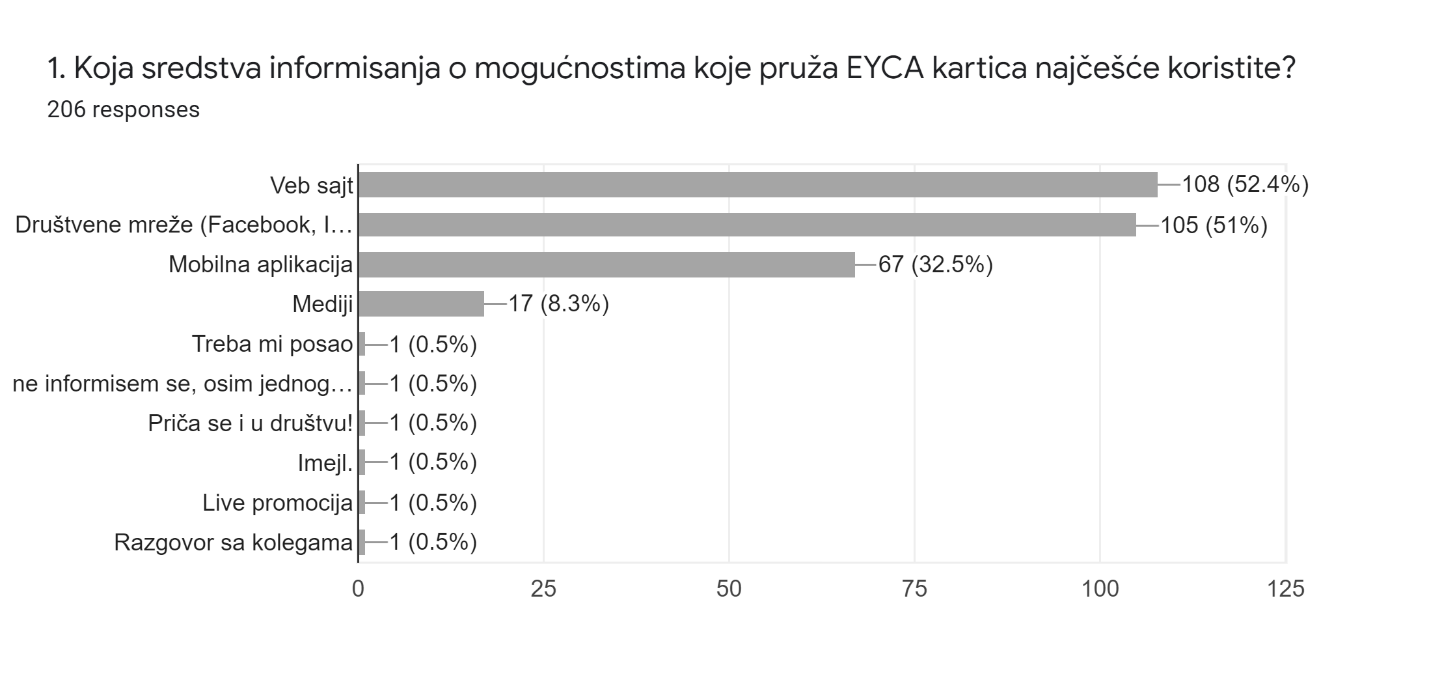 1. Koja sredstva informisanja o mogućnostima koje pruža EYCA kartica najčešće koristite?
206 responses
Veb sajt
108 (52.4%)
Društvene mreže (Facebook, I…
105 (51%)
Mobilna aplikacija
67 (32.5%)
Mediji
17 (8.3%)
Treba mi posao
1 (0.5%)
ne informisem se, osim jednog…
1 (0.5%)
Priča se i u društvu!
1 (0.5%)
Imejl.
1 (0.5%)
Live promocija
1 (0.5%)
Razgovor sa kolegama
1 (0.5%)
0 25 50 75 100 125